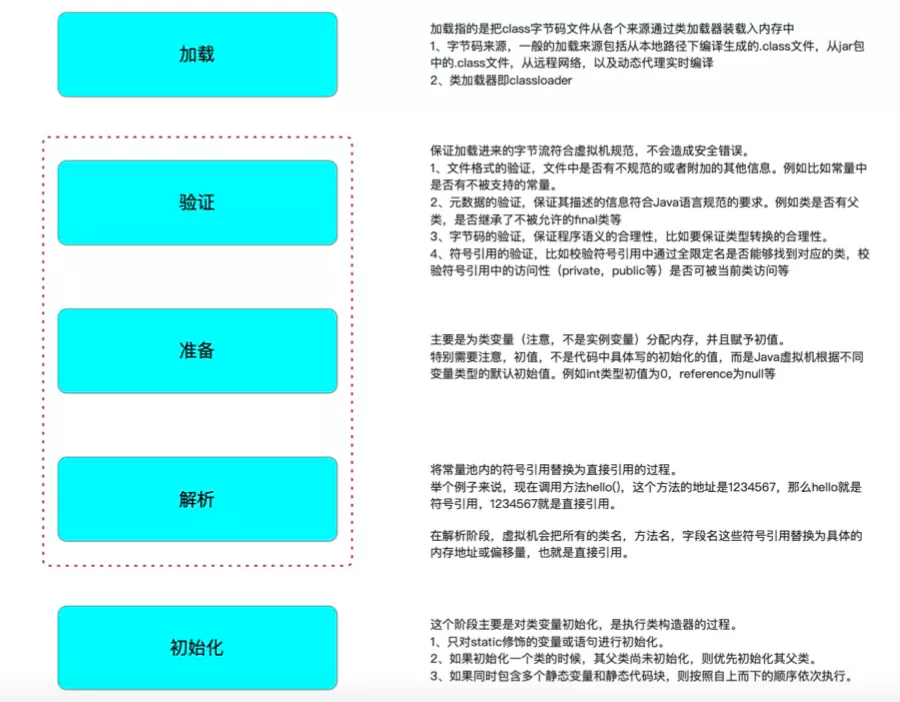 加载
加载指的是把class字节码文件从各个来源通过类加载器装载入内存中
1、字节码来源，一般的加载来源包括从本地路径下编译生成的.class文件，从jar包
中的.class文件，从远程网络，以及动态代理实时编译
2、类加载器即classloader
验证
保证加载进来的字节流符合虚拟机规范，不会造成安全错误。
1、文件格式的验证，文件中是否有不规范的或者附加的其他信息。例如比如常量中
是否有不被支持的常量。
2、元数据的验证，保证其描述的信息符合Java语言规范的要求。例如类是否有父
类，是否继承了不被允许的final类等
3、字节码的验证，保证程序语义的合理性，比如要保证类型转换的合理性。
4、符号引用的验证，比如校验符号引用中通过全限定名是否能够找到对应的类，校
验符号引用中的访问性（private，public等）是否可被当前类访问等
准备
主要是为类变量（注意，不是实例变量）分配内存，并且赋予初值。
特别需要注意，初值，不是代码中具体写的初始化的值，而是Java虚拟机根据不同
变量类型的默认初始值。例如int类型初值为0，reference为null等
解析
将常量池内的符号引用替换为直接引用的过程。
举个例子来说，现在调用方法hello()，这个方法的地址是1234567，那么hello就是
符号引用，1234567就是直接引用。
在解析阶段，虚拟机会把所有的类名，方法名，字段名这些符号引用替换为具体的
内存地址或偏移量，也就是直接引用。
初始化
这个阶段主要是对类变量初始化，是执行类构造器的过程。
1、只对static修饰的变量或语句进行初始化。
2、如果初始化一个类的时候，其父类尚未初始化，则优先初始化其父类。
3、如果同时包含多个静态变量和静态代码块，则按照自上而下的顺序依次执行。